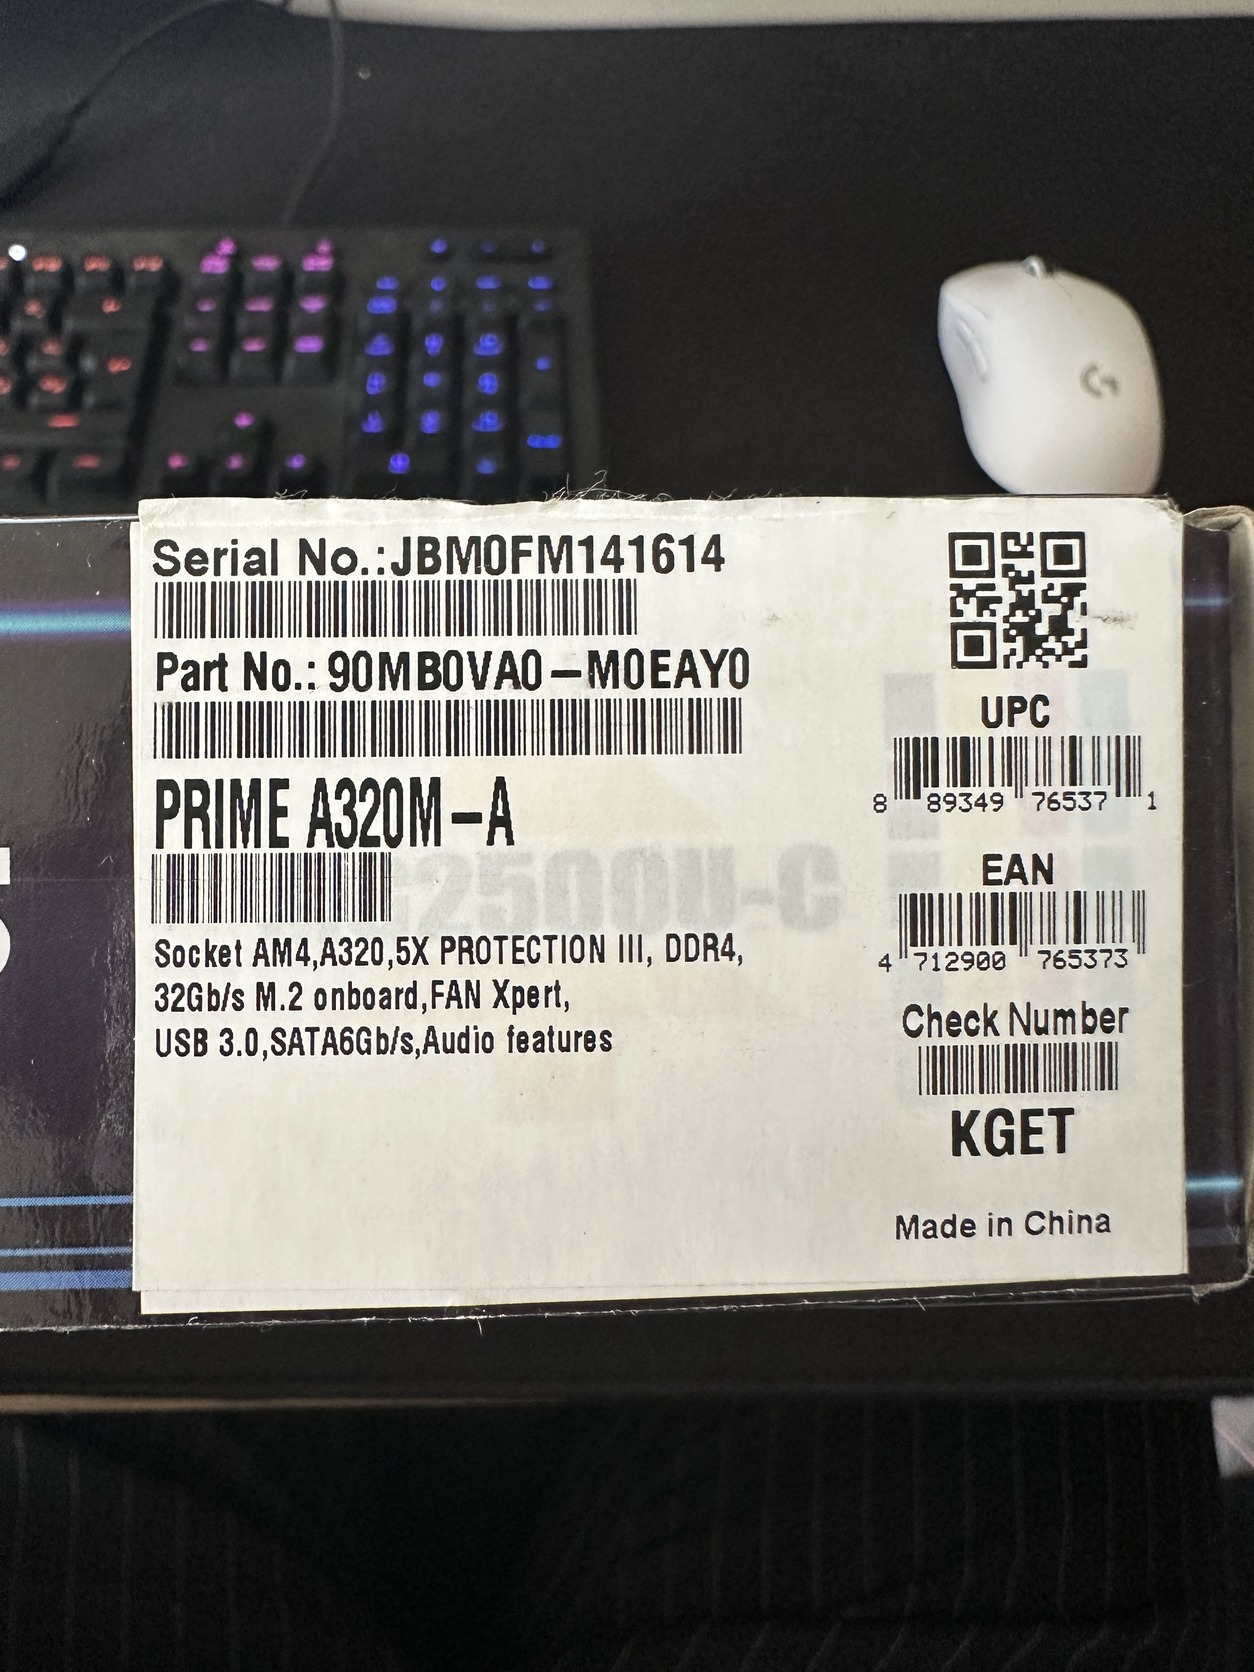 Serial No.:JBM0FM141614
Part No.: 90MB0VA0-M0EAY0
PRIME A320M-A
Socket AM4,A320,5X PROTECTION III, DDR4,
32Gb/s M.2 onboard,FAN Xpert,
USB 3.0,SATA6Gb/s,Audio features
UPC
8 89349 76537 1
EAN
4 712900 765373
Check Number
KGET
Made in China
G